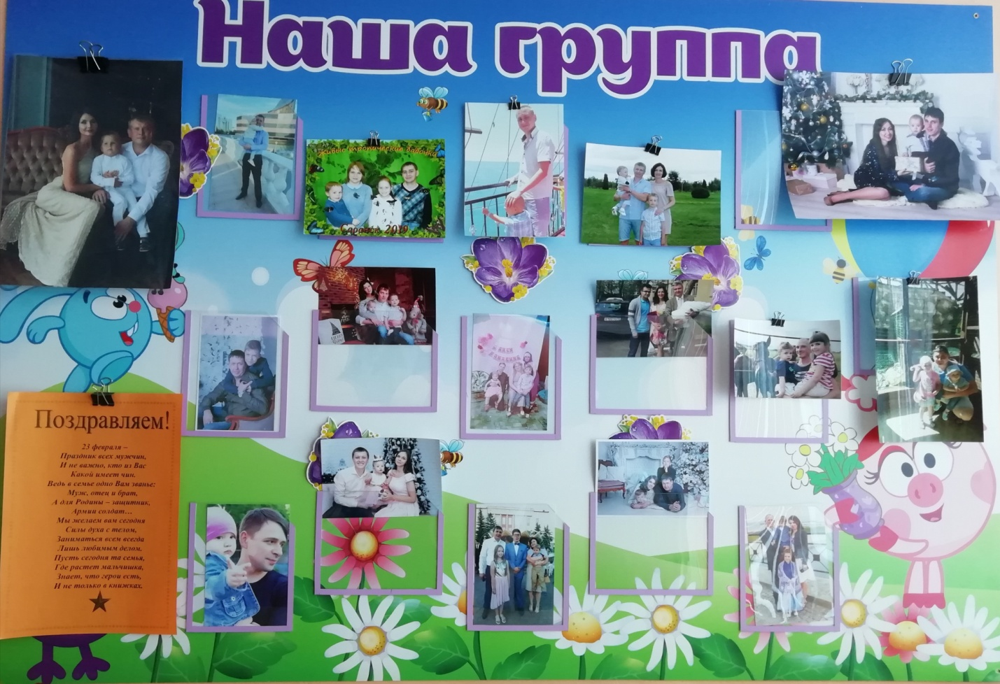 Наша группа
Живые тропические бабочки
Саранск 2019
С ДНЕМ
РОЖДЕНИЯ
Поздравляем!
23 февраля –
Праздник всех мужчин,
И не важно, кто из Вас
Какой имеет чин.
Ведь в семье одно Вам званье:
Муж, отец и брат,
А для Родины – защитник,
Армии солдат…
Мы желаем вам сегодня
Силы духа с телом,
Заниматься всем всегда
Лишь любимым делом,
Пусть сегодня та семья,
Где растет мальчишка,
Знает, что герои есть,
И не только в книжках.